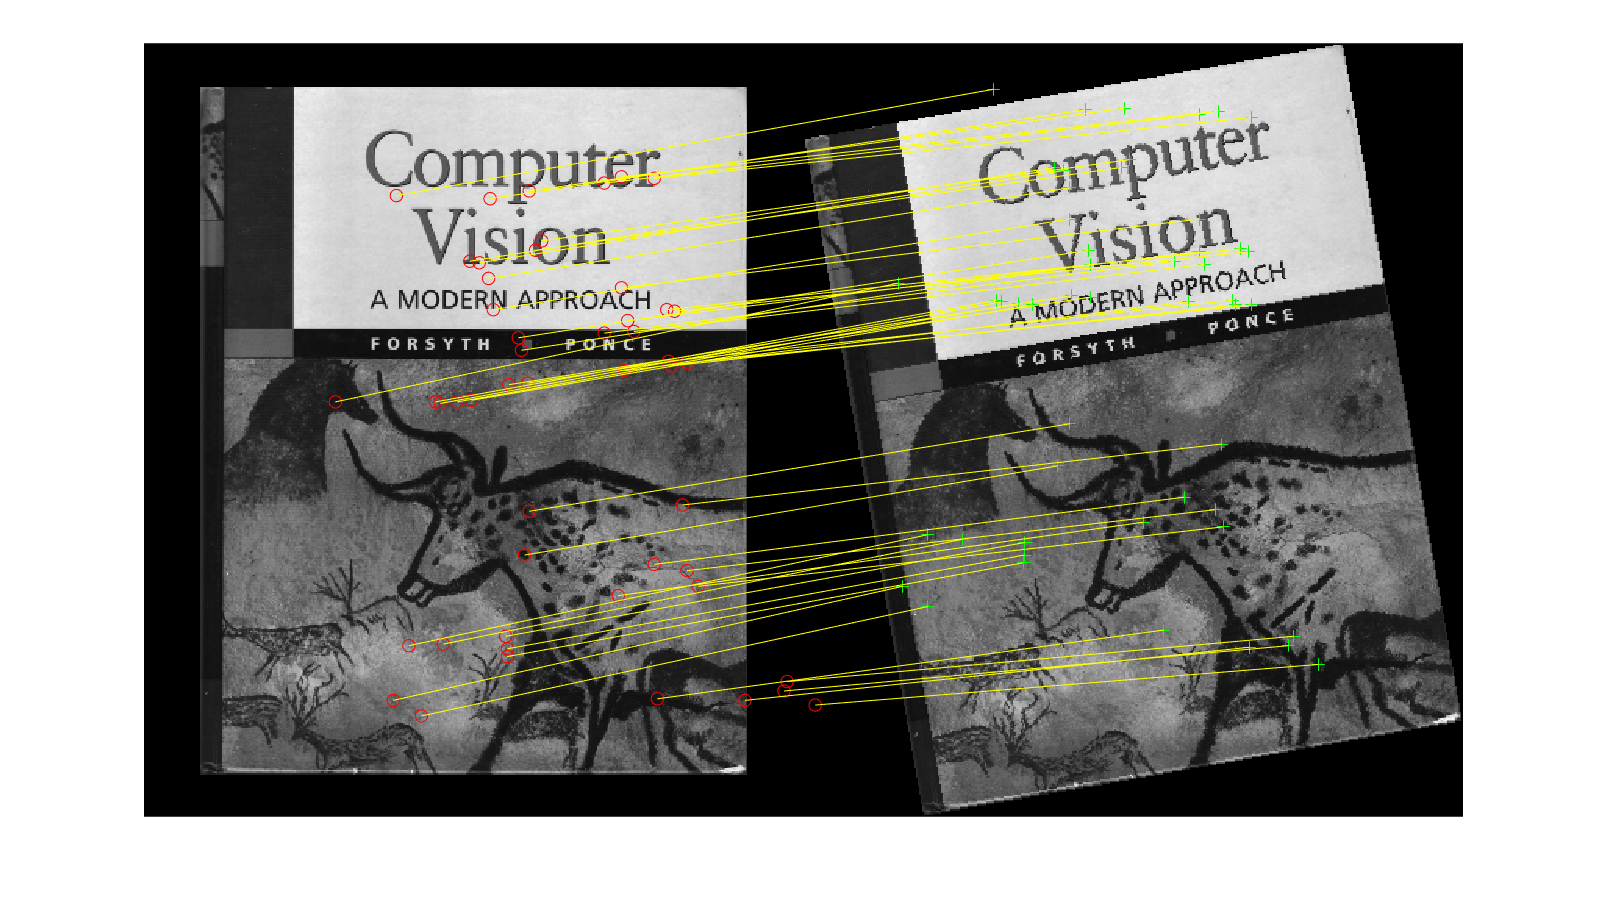 Computer
Vision
A MODERN APPROACH
FORSYTH PONCE
Computer
Vision
A MODERN APPROACH
FORSYTH PONCE